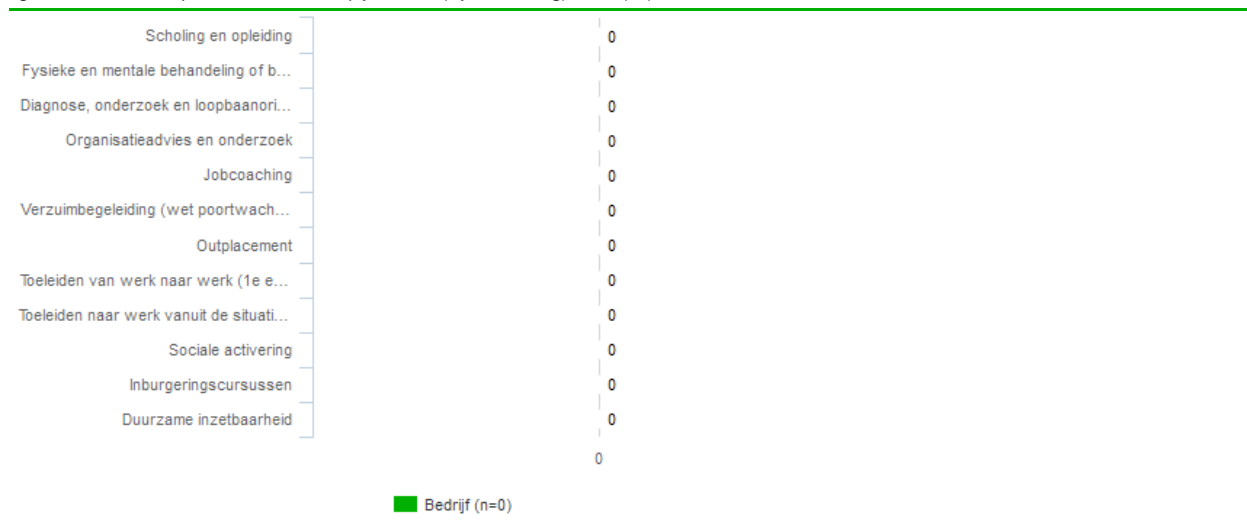 Scholing en opleiding 0
Fysieke en mentale behandeling of b... 0
Diagnose, onderzoek en loopbaanori... 0
Organisatieadvies en onderzoek 0
Jobcoaching 0
Verzuimbegeleiding (wet poortwach... 0
Outplacement 0
Toeleiden van werk naar werk (1e e... 0
Toeleiden naar werk vanuit de situati... 0
Sociale activering 0
Inburgeringscursussen 0
Duurzame inzetbaarheid 0
0
Bedrijf (n=0)